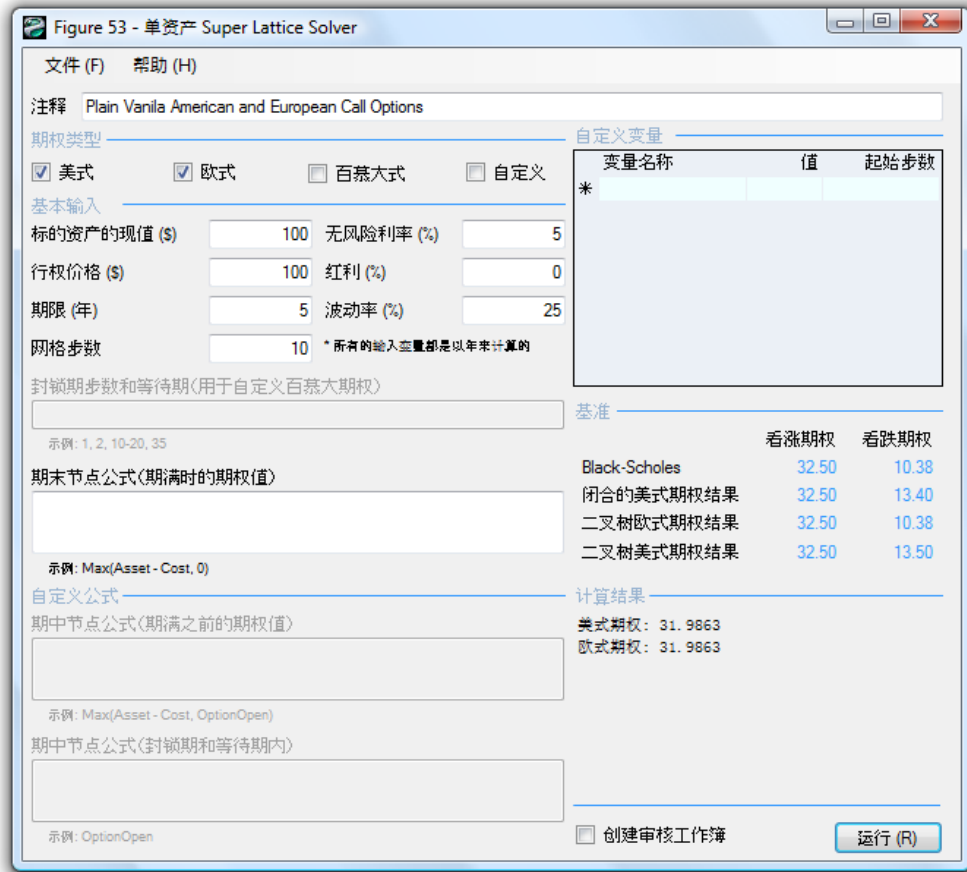 Figure 53 - 单资产 Super Lattice Solver
文件 (F) 帮助 (H)
注释 Plain Vanila American and European Call Options
期权类型
美式 欧式 百慕大式 自定义
基本输入
标的资产的现值 ($) 100 无风险利率 (%) 5
行权价格 ($) 100 红利 (%) 0
期限 (年) 5 波动率 (%) 25
网格步数 10 * 所有的输入变量都是以年来计算的
封锁期步数和等待期(用于自定义百慕大期权)
示例: 1, 2, 10-20, 35
期末节点公式(期满时的期权值)
示例: Max(Asset - Cost, 0)
自定义公式
期中节点公式(期满之前的期权值)
示例: Max(Asset - Cost, OptionOpen)
期中节点公式(封锁期和等待期内)
示例: OptionOpen
自定义变量
变量名称 值 起始步数
*
基准
看涨期权 看跌期权
Black-Scholes 32.50 10.38
闭合的美式期权结果 32.50 13.40
二叉树欧式期权结果 32.50 10.38
二叉树美式期权结果 32.50 13.50
计算结果
美式期权: 31.9863
欧式期权: 31.9863
创建审核工作簿 运行 (R)